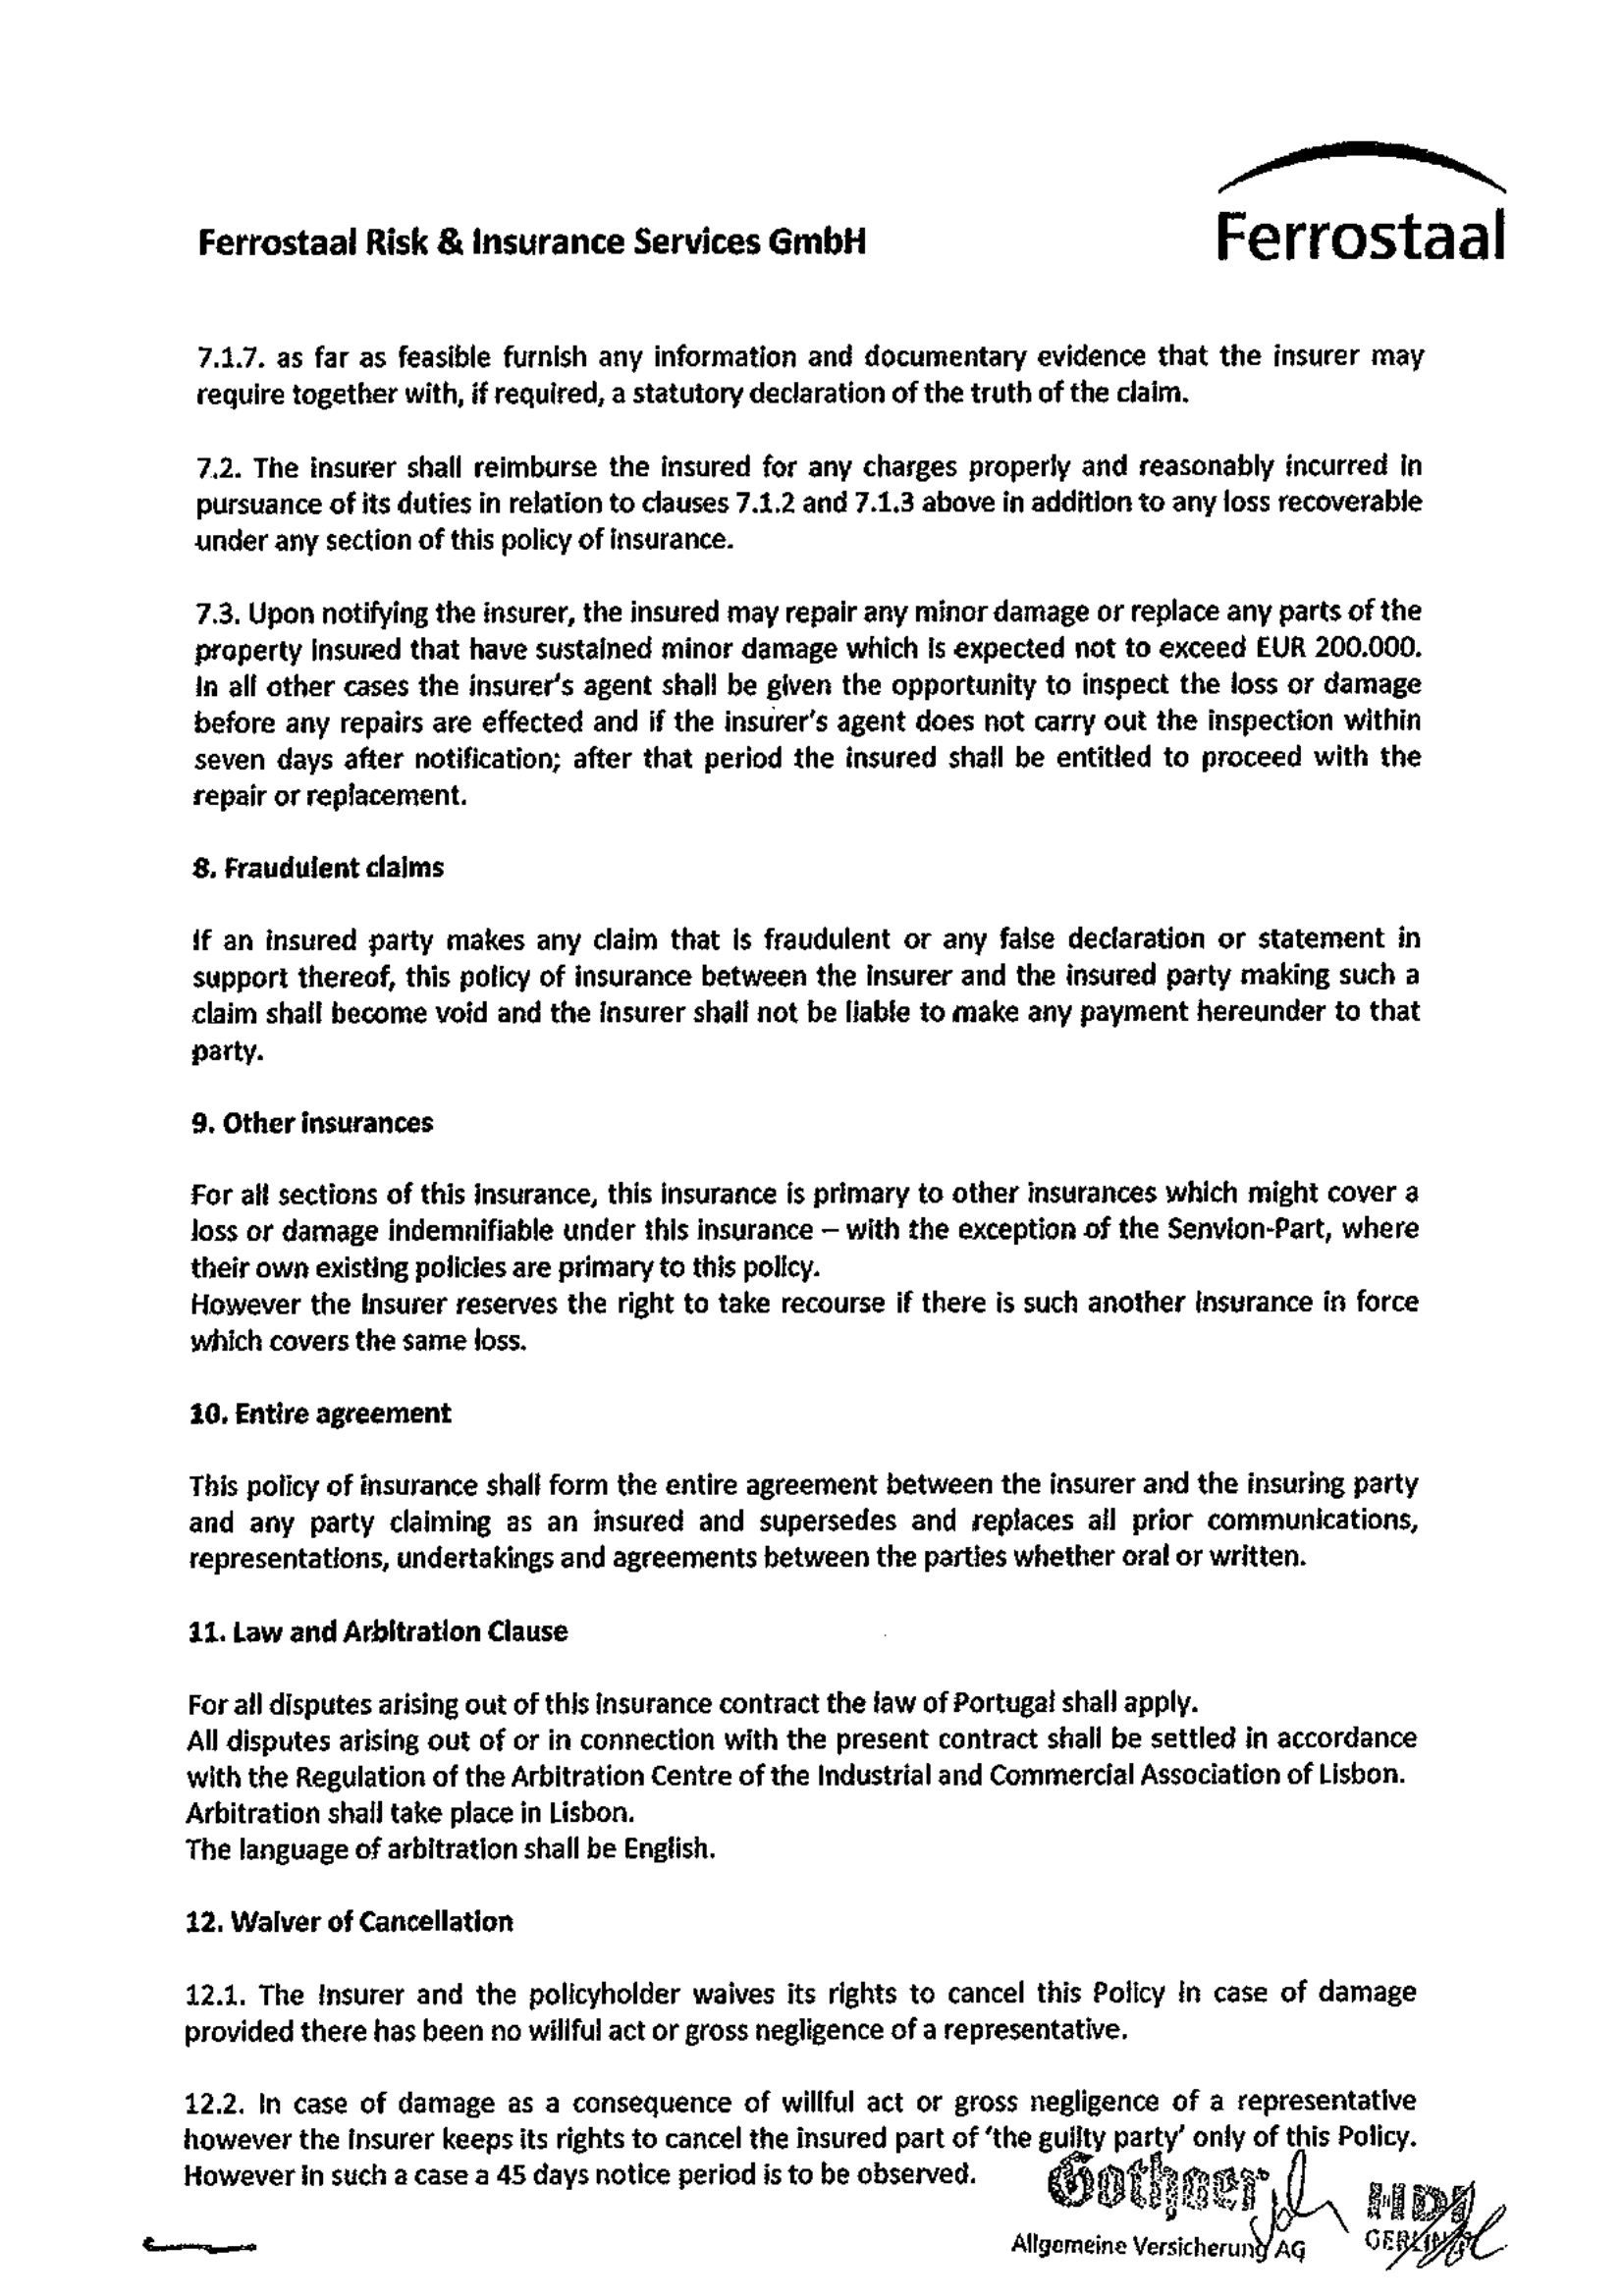 Ferrostaal
Ferrostaal Risk & Insurance Services GmbH
7.1.7. as far as feasible furnish any information and documentary evidence that the insurer may
require together with, if required, a statutory declaration of the truth of the claim.
7.2. The insurer shall reimburse the insured for any charges properly and reasonably incurred in
pursuance of its duties in relation to clauses 7.1.2 and 7.1.3 above in addition to any loss recoverable
under any section of this policy of insurance.
7.3. Upon notifying the insurer, the insured may repair any minor damage or replace any parts of the
property insured that have sustained minor damage which is expected not to exceed EUR 200.000.
In all other cases the insurer's agent shall be given the opportunity to inspect the loss or damage
before any repairs are effected and if the insurer's agent does not carry out the inspection within
seven days after notification; after that period the insured shall be entitled to proceed with the
repair or replacement.
8. Fraudulent claims
If an insured party makes any claim that is fraudulent or any false declaration or statement in
support thereof, this policy of insurance between the insurer and the insured party making such a
claim shall become void and the insurer shall not be liable to make any payment hereunder to that
party.
9. Other insurances
For all sections of this insurance, this insurance is primary to other insurances which might cover a
loss or damage indemnifiable under this insurance – with the exception of the Senvion-Part, where
their own existing policies are primary to this policy.
However the Insurer reserves the right to take recourse if there is such another insurance in force
which covers the same loss.
10. Entire agreement
This policy of insurance shall form the entire agreement between the insurer and the insuring party
and any party claiming as an insured and supersedes and replaces all prior communications,
representations, undertakings and agreements between the parties whether oral or written.
11. Law and Arbitration Clause
For all disputes arising out of this insurance contract the law of Portugal shall apply.
All disputes arising out of or in connection with the present contract shall be settled in accordance
with the Regulation of the Arbitration Centre of the Industrial and Commercial Association of Lisbon.
Arbitration shall take place in Lisbon.
The language of arbitration shall be English.
12. Waiver of Cancellation
12.1. The Insurer and the policyholder waives its rights to cancel this Policy in case of damage
provided there has been no willful act or gross negligence of a representative.
12.2. In case of damage as a consequence of willful act or gross negligence of a representative
however the Insurer keeps its rights to cancel the insured part of 'the guilty party' only of this Policy.
However in such a case a 45 days notice period is to be observed.
Gothaer
Allgemeine Versicherung AG
HDI